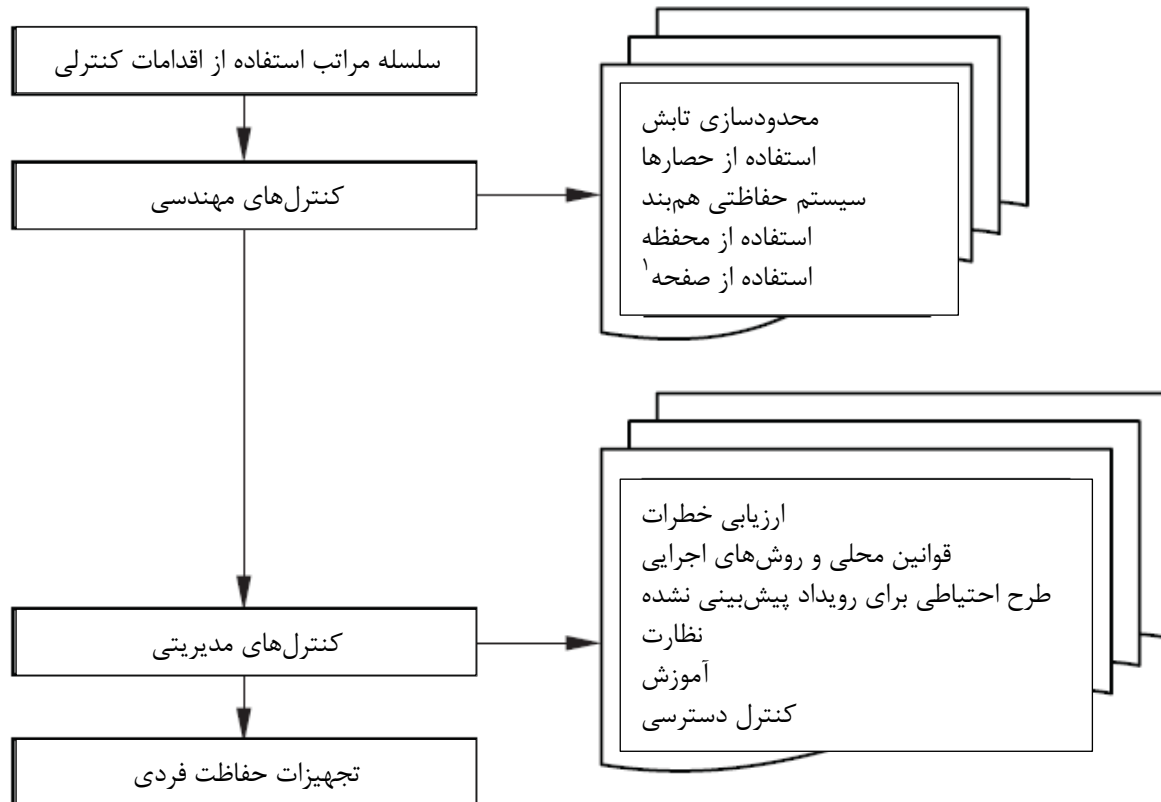 سلسله مراتب استفاده از اقدامات کنترلی
کنترل‌های مهندسی
محدودسازی تابش
استفاده از حصارها
سیستم حفاظتی هم‌بند
استفاده از محفظه
استفاده از صفحه۱
کنترل‌های مدیریتی
ارزیابی خطرات
قوانین محلی و روش‌های اجرایی
طرح احتیاطی برای رویداد پیش‌بینی نشده
نظارت
آموزش
کنترل دسترسی
تجهیزات حفاظت فردی